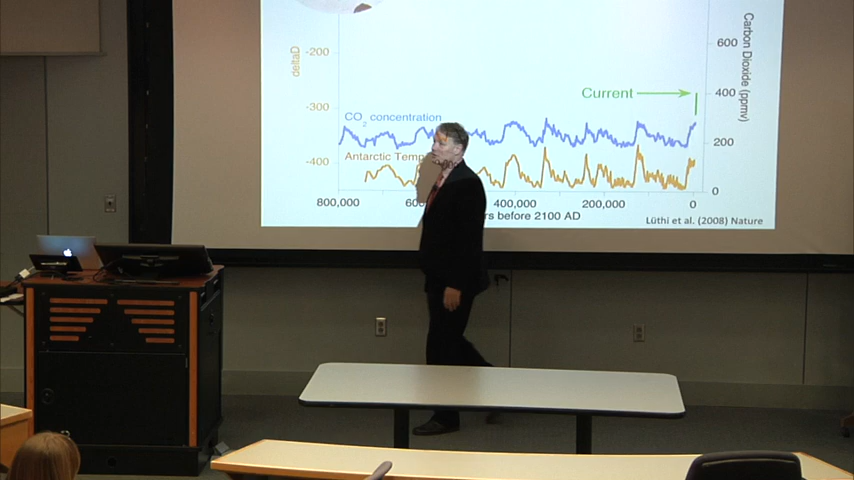 -200
deltaD
-300
-400
CO2 concentration
Antarctic Temp
Current
600
400
200
0
Carbon Dioxide (ppmv)
800,000
400,000
200,000
0
before 2100 AD
Lüthi et al. (2008) Nature